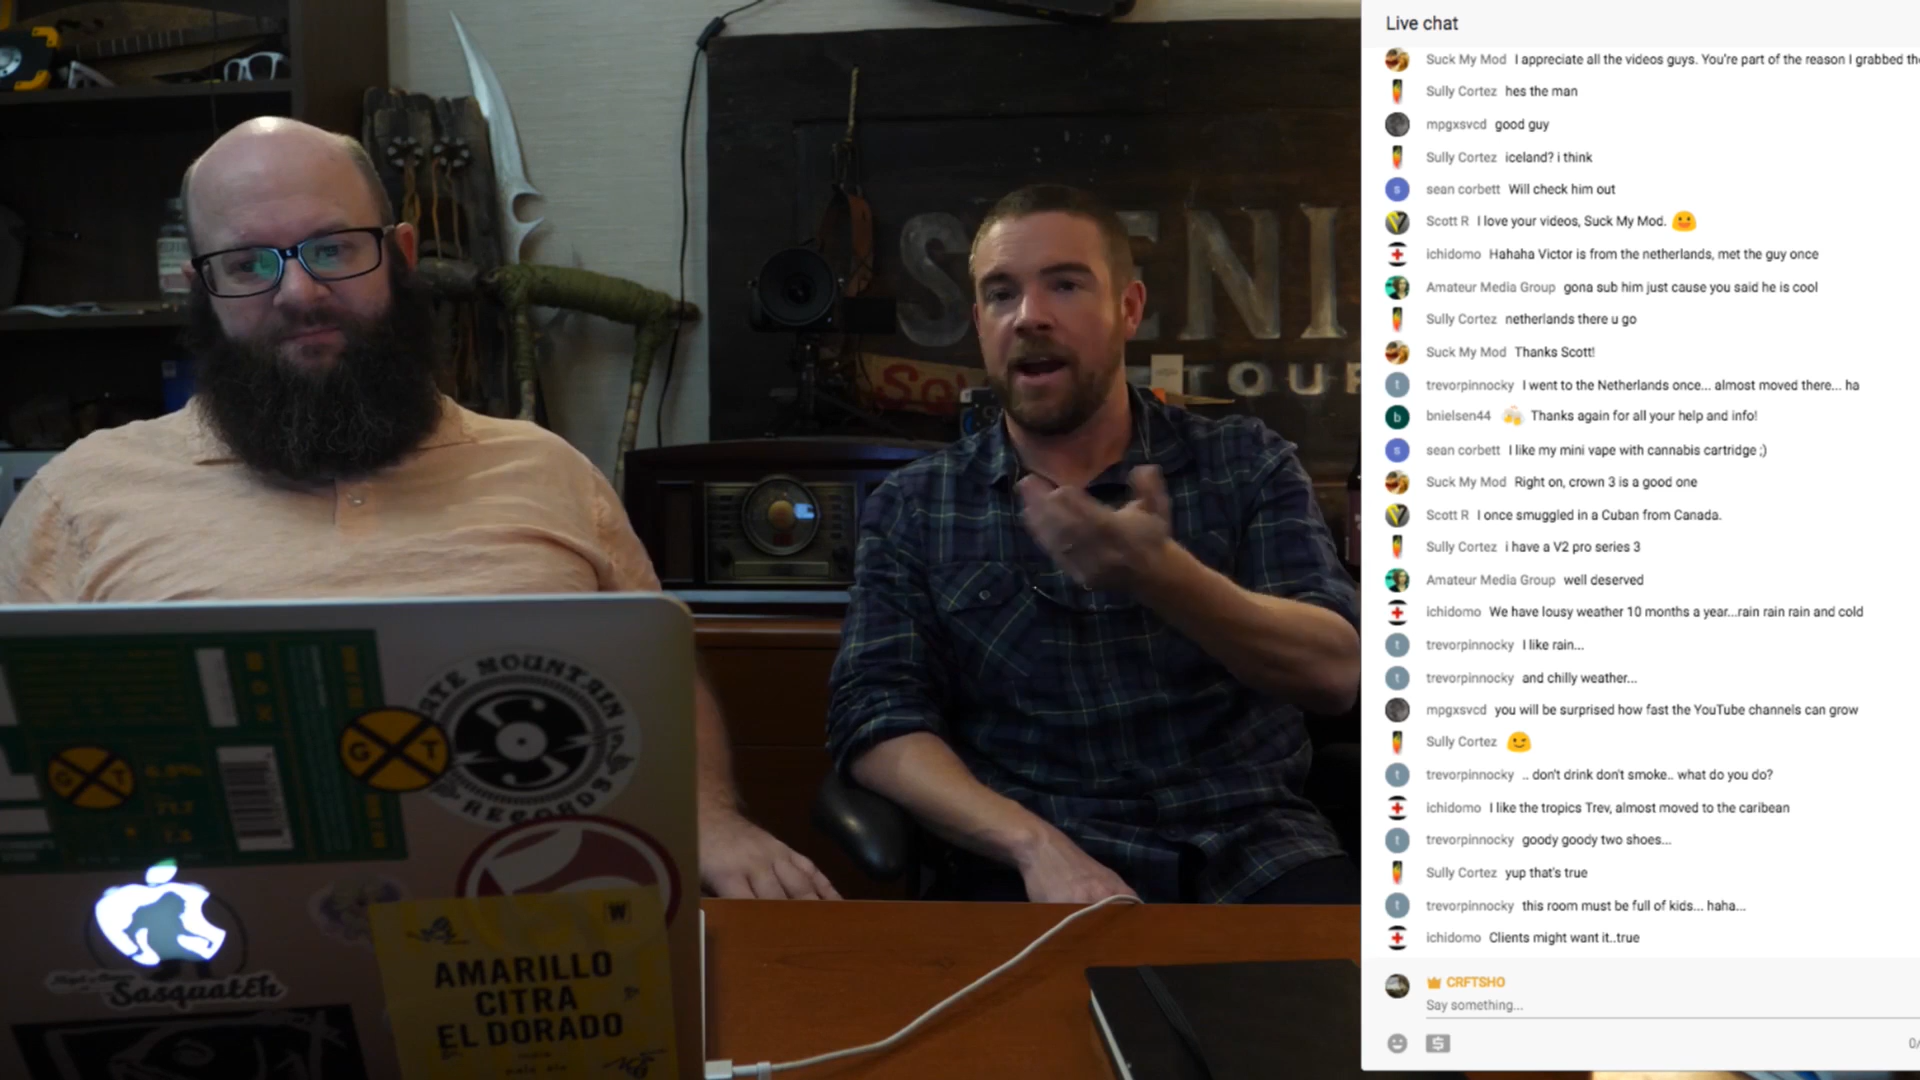 Live chat
Suck My Mod I appreciate all the videos guys. You're part of the reason I grabbed
Sully Cortez hes the man
mpgxsvcd good guy
Sully Cortez iceland? i think
s
sean corbett Will check him out
Scott R I love your videos, Suck My Mod.
ichidomo Hahaha Victor is from the netherlands, met the guy once
Amateur Media Group gona sub him just cause you said he is cool
Sully Cortez netherlands there u go
Suck My Mod Thanks Scott!
t
trevorpinnocky I went to the Netherlands once... almost moved there... ha
b
bnielsen44 Thanks again for all your help and info!
s
sean corbett I like my mini vape with cannabis cartridge ;)
Suck My Mod Right on, crown 3 is a good one
Scott R I once smuggled in a Cuban from Canada.
Sully Cortez i have a V2 pro series 3
Amateur Media Group well deserved
ichidomo We have lousy weather 10 months a year...rain rain rain and cold
t
trevorpinnocky I like rain...
t
trevorpinnocky and chilly weather...
mpgxsvcd you will be surprised how fast the YouTube channels can grow
Sully Cortez
t
trevorpinnocky .. don't drink don't smoke.. what do you do?
ichidomo I like the tropics Trev, almost moved to the caribean
t
trevorpinnocky goody goody two shoes...
Sully Cortez yup that's true
t
trevorpinnocky this room must be full of kids... haha...
ichidomo Clients might want it..true
CRFTSHO
Say something...
$
0/
ENI
TOU
G T
G T
MOUNTAIN
RECORDS
W
AMARILLO
CITRA
EL DORADO
Sasquatch